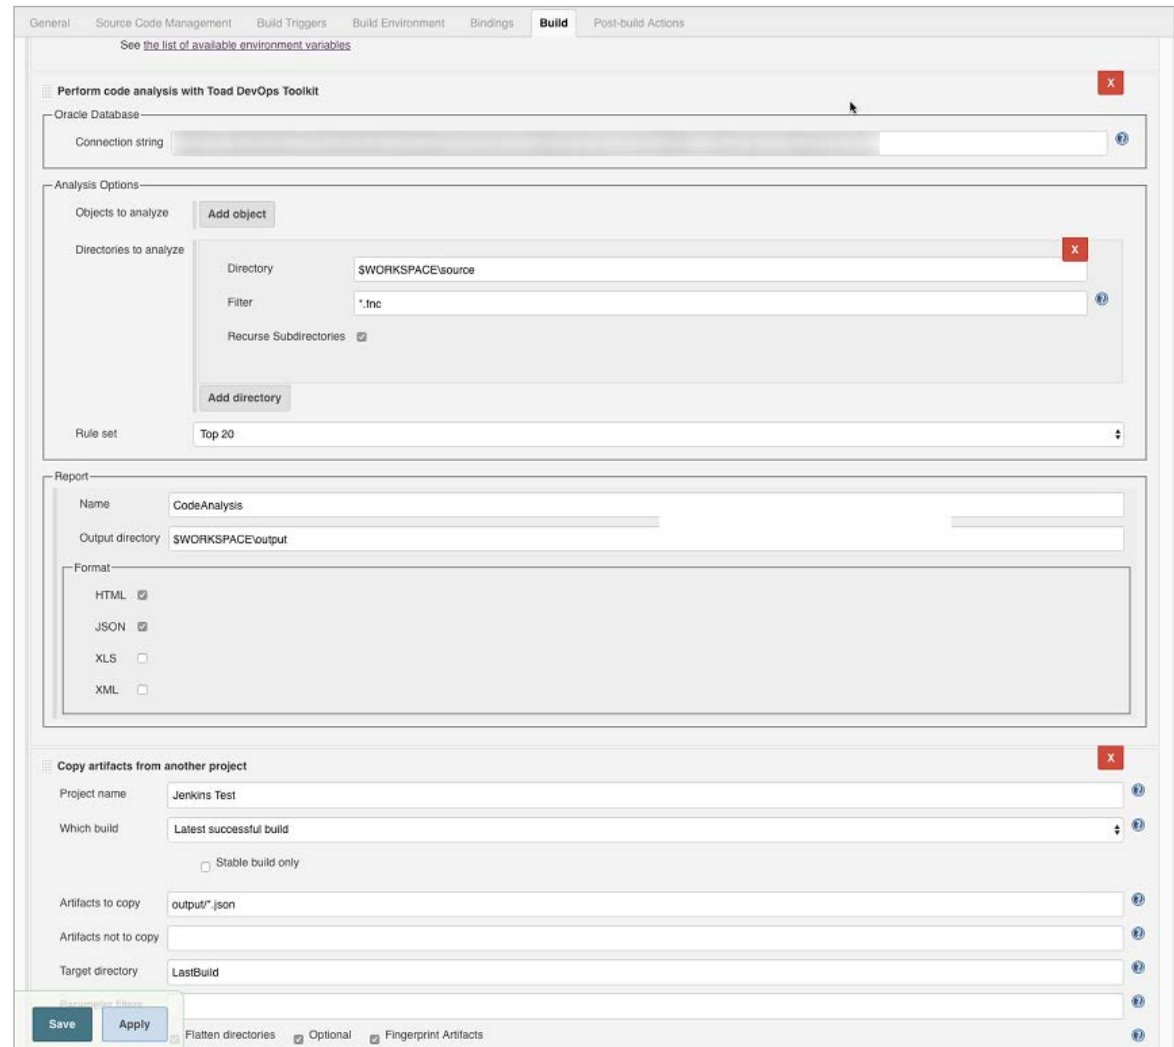 General Source Code Management Build Triggers Build Environment Bindings Build Post-build Actions
See the list of available environment variables
Perform code analysis with Toad DevOps Toolkit X
Oracle Database
Connection string
Analysis Options
Objects to analyze Add object
Directories to analyze X
Directory $WORKSPACE\source
Filter *.fnc
Recurse Subdirectories
Add directory
Rule set Top 20
Report
Name CodeAnalysis
Output directory $WORKSPACE\output
Format
HTML
JSON
XLS
XML
Copy artifacts from another project X
Project name Jenkins Test
Which build Latest successful build
Stable build only
Artifacts to copy output/*.json
Artifacts not to copy
Target directory LastBuild
Parameter filters
Save Apply Flatten directories Optional Fingerprint Artifacts